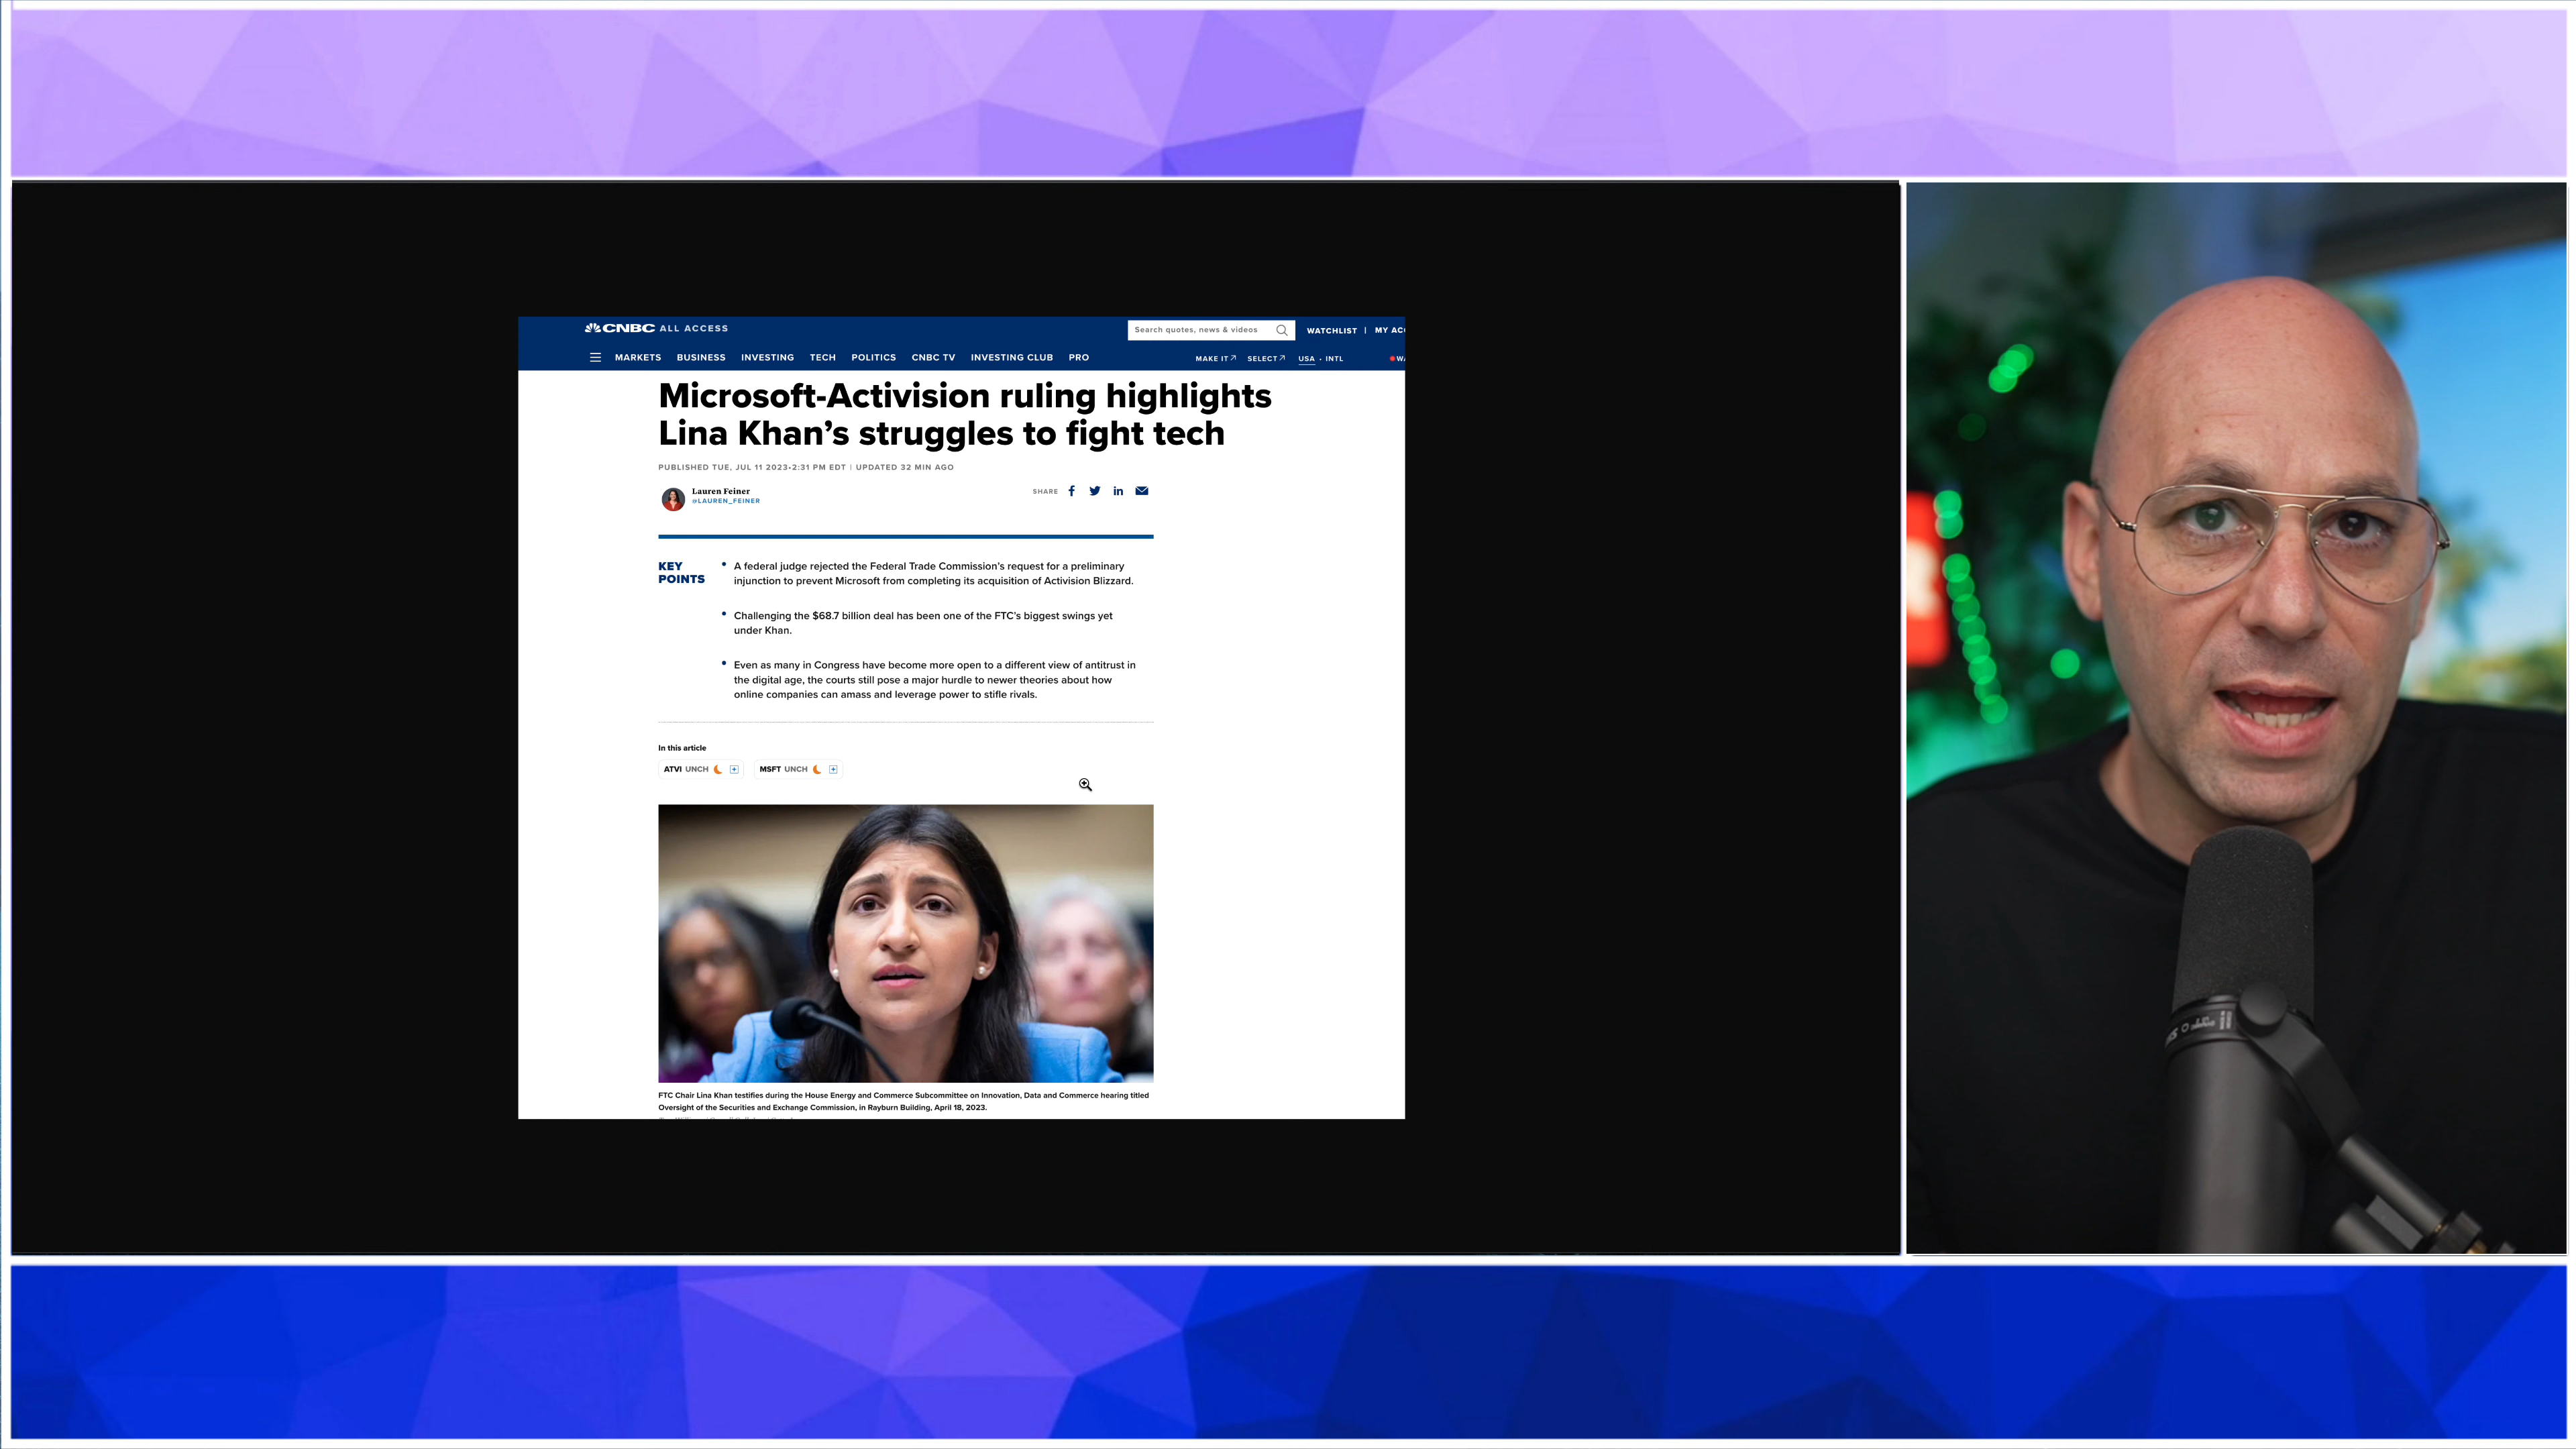 CNBC ALL ACCESS
Search quotes, news & videos
WATCHLIST | MY AC
MARKETS BUSINESS INVESTING TECH POLITICS CNBC TV INVESTING CLUB PRO
MAKE IT SELECT USA · INTL
Microsoft-Activision ruling highlights
Lina Khan’s struggles to fight tech
PUBLISHED TUE, JUL 11 2023•2:31 PM EDT | UPDATED 32 MIN AGO
Lauren Feiner
@LAUREN_FEINER
SHARE
KEY
POINTS
• A federal judge rejected the Federal Trade Commission’s request for a preliminary
injunction to prevent Microsoft from completing its acquisition of Activision Blizzard.
• Challenging the $68.7 billion deal has been one of the FTC’s biggest swings yet
under Khan.
• Even as many in Congress have become more open to a different view of antitrust in
the digital age, the courts still pose a major hurdle to newer theories about how
online companies can amass and leverage power to stifle rivals.
In this article
ATVI UNCH
MSFT UNCH
FTC Chair Lina Khan testifies during the House Energy and Commerce Subcommittee on Innovation, Data and Commerce hearing titled
Oversight of the Securities and Exchange Commission, in Rayburn Building, April 18, 2023.